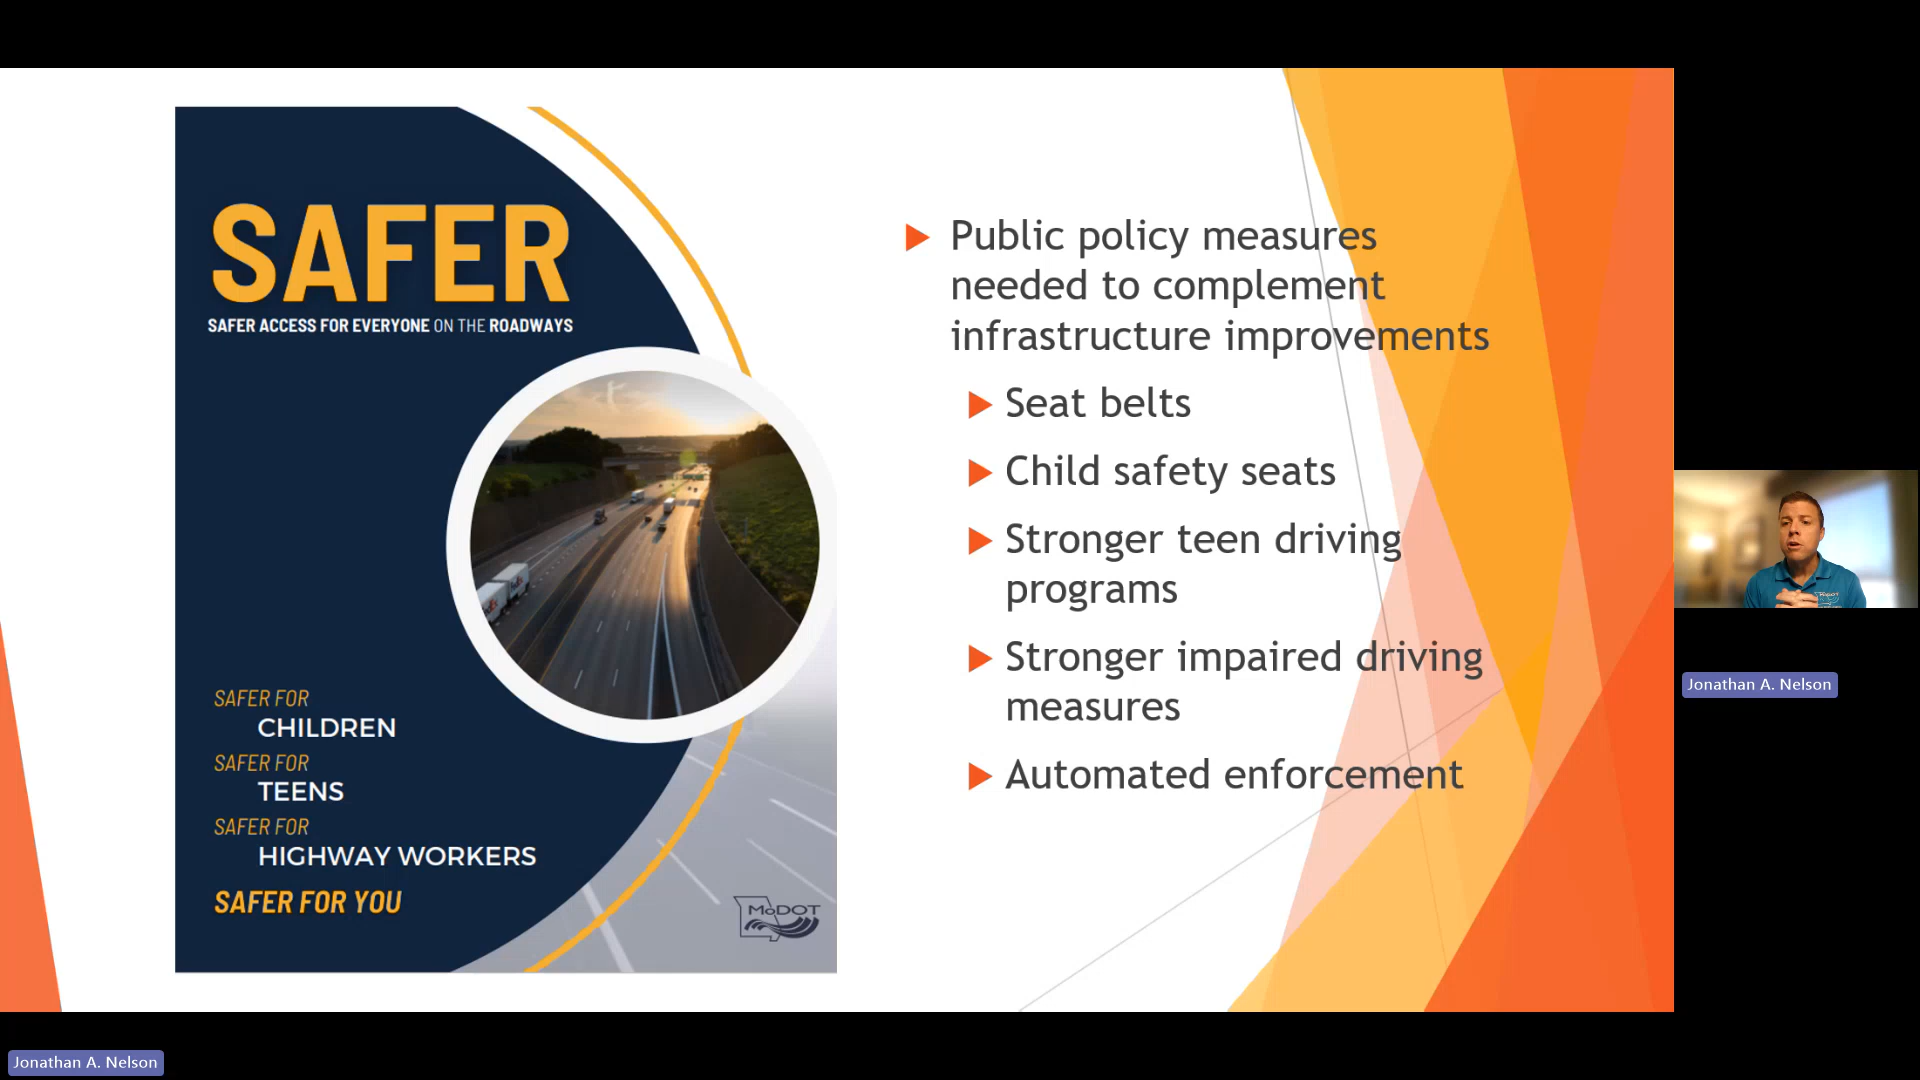 SAFER
SAFER ACCESS FOR EVERYONE ON THE ROADWAYS
SAFER FOR
CHILDREN
SAFER FOR
TEENS
SAFER FOR
HIGHWAY WORKERS
SAFER FOR YOU
MoDOT
Public policy measures
needed to complement
infrastructure improvements
Seat belts
Child safety seats
Stronger teen driving
programs
Stronger impaired driving
measures
Automated enforcement
MoDOT
Jonathan A. Nelson
Jonathan A. Nelson